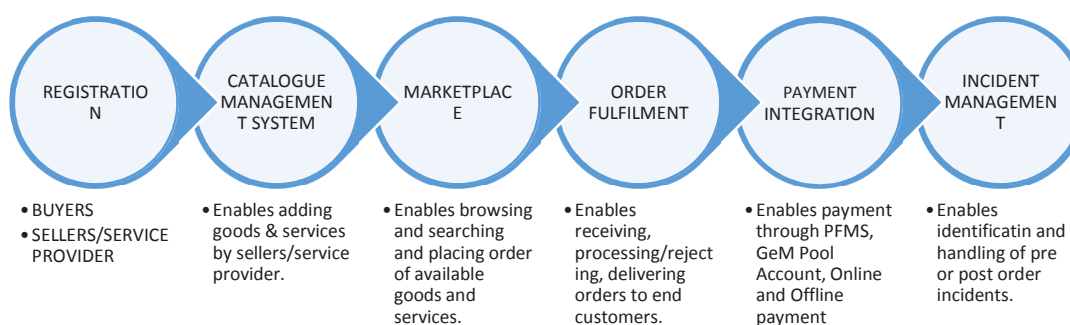 REGISTRATIO
N
CATALOGUE
MANAGEMEN
T SYSTEM
MARKETPLAC
E
ORDER
FULFILMENT
PAYMENT
INTEGRATION
INCIDENT
MANAGEMEN
T
• BUYERS
• SELLERS/SERVICE
PROVIDER
• Enables adding
goods & services
by sellers/service
provider.
• Enables browsing
and searching
and placing order
of available
goods and
services.
• Enables
receiving,
processing/reject
ing, delivering
orders to end
customers.
• Enables payment
through PFMS,
GeM Pool
Account, Online
and Offline
payment
• Enables
identificatin and
handling of pre
or post order
incidents.